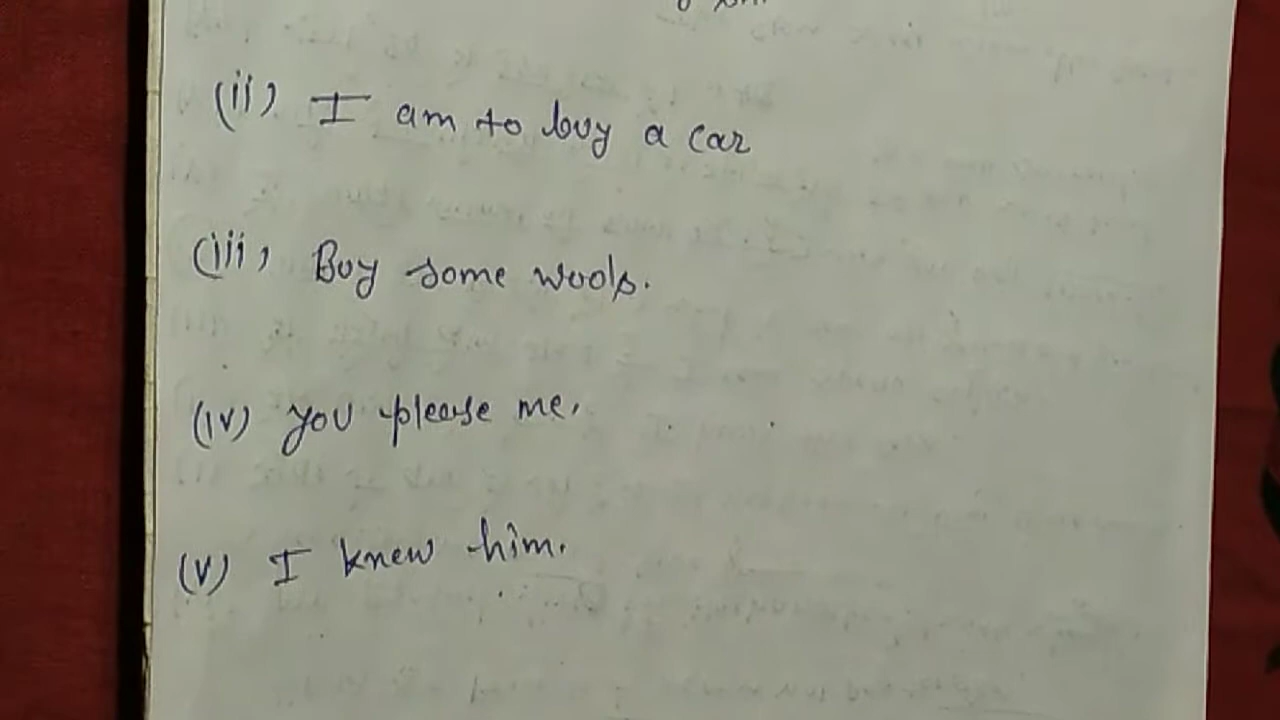 (ii) I am to buy a car
(iii) Buy some wools.
(iv) you please me.
(v) I knew him.